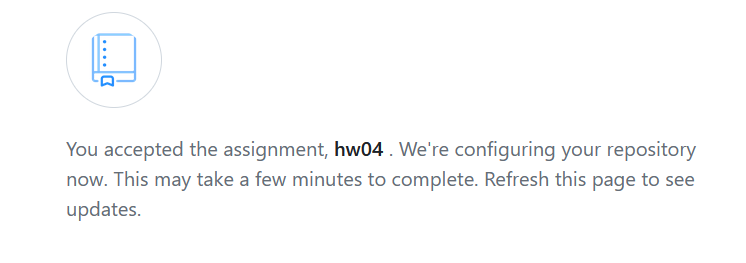 You accepted the assignment, hw04 . We're configuring your repository
now. This may take a few minutes to complete. Refresh this page to see
updates.